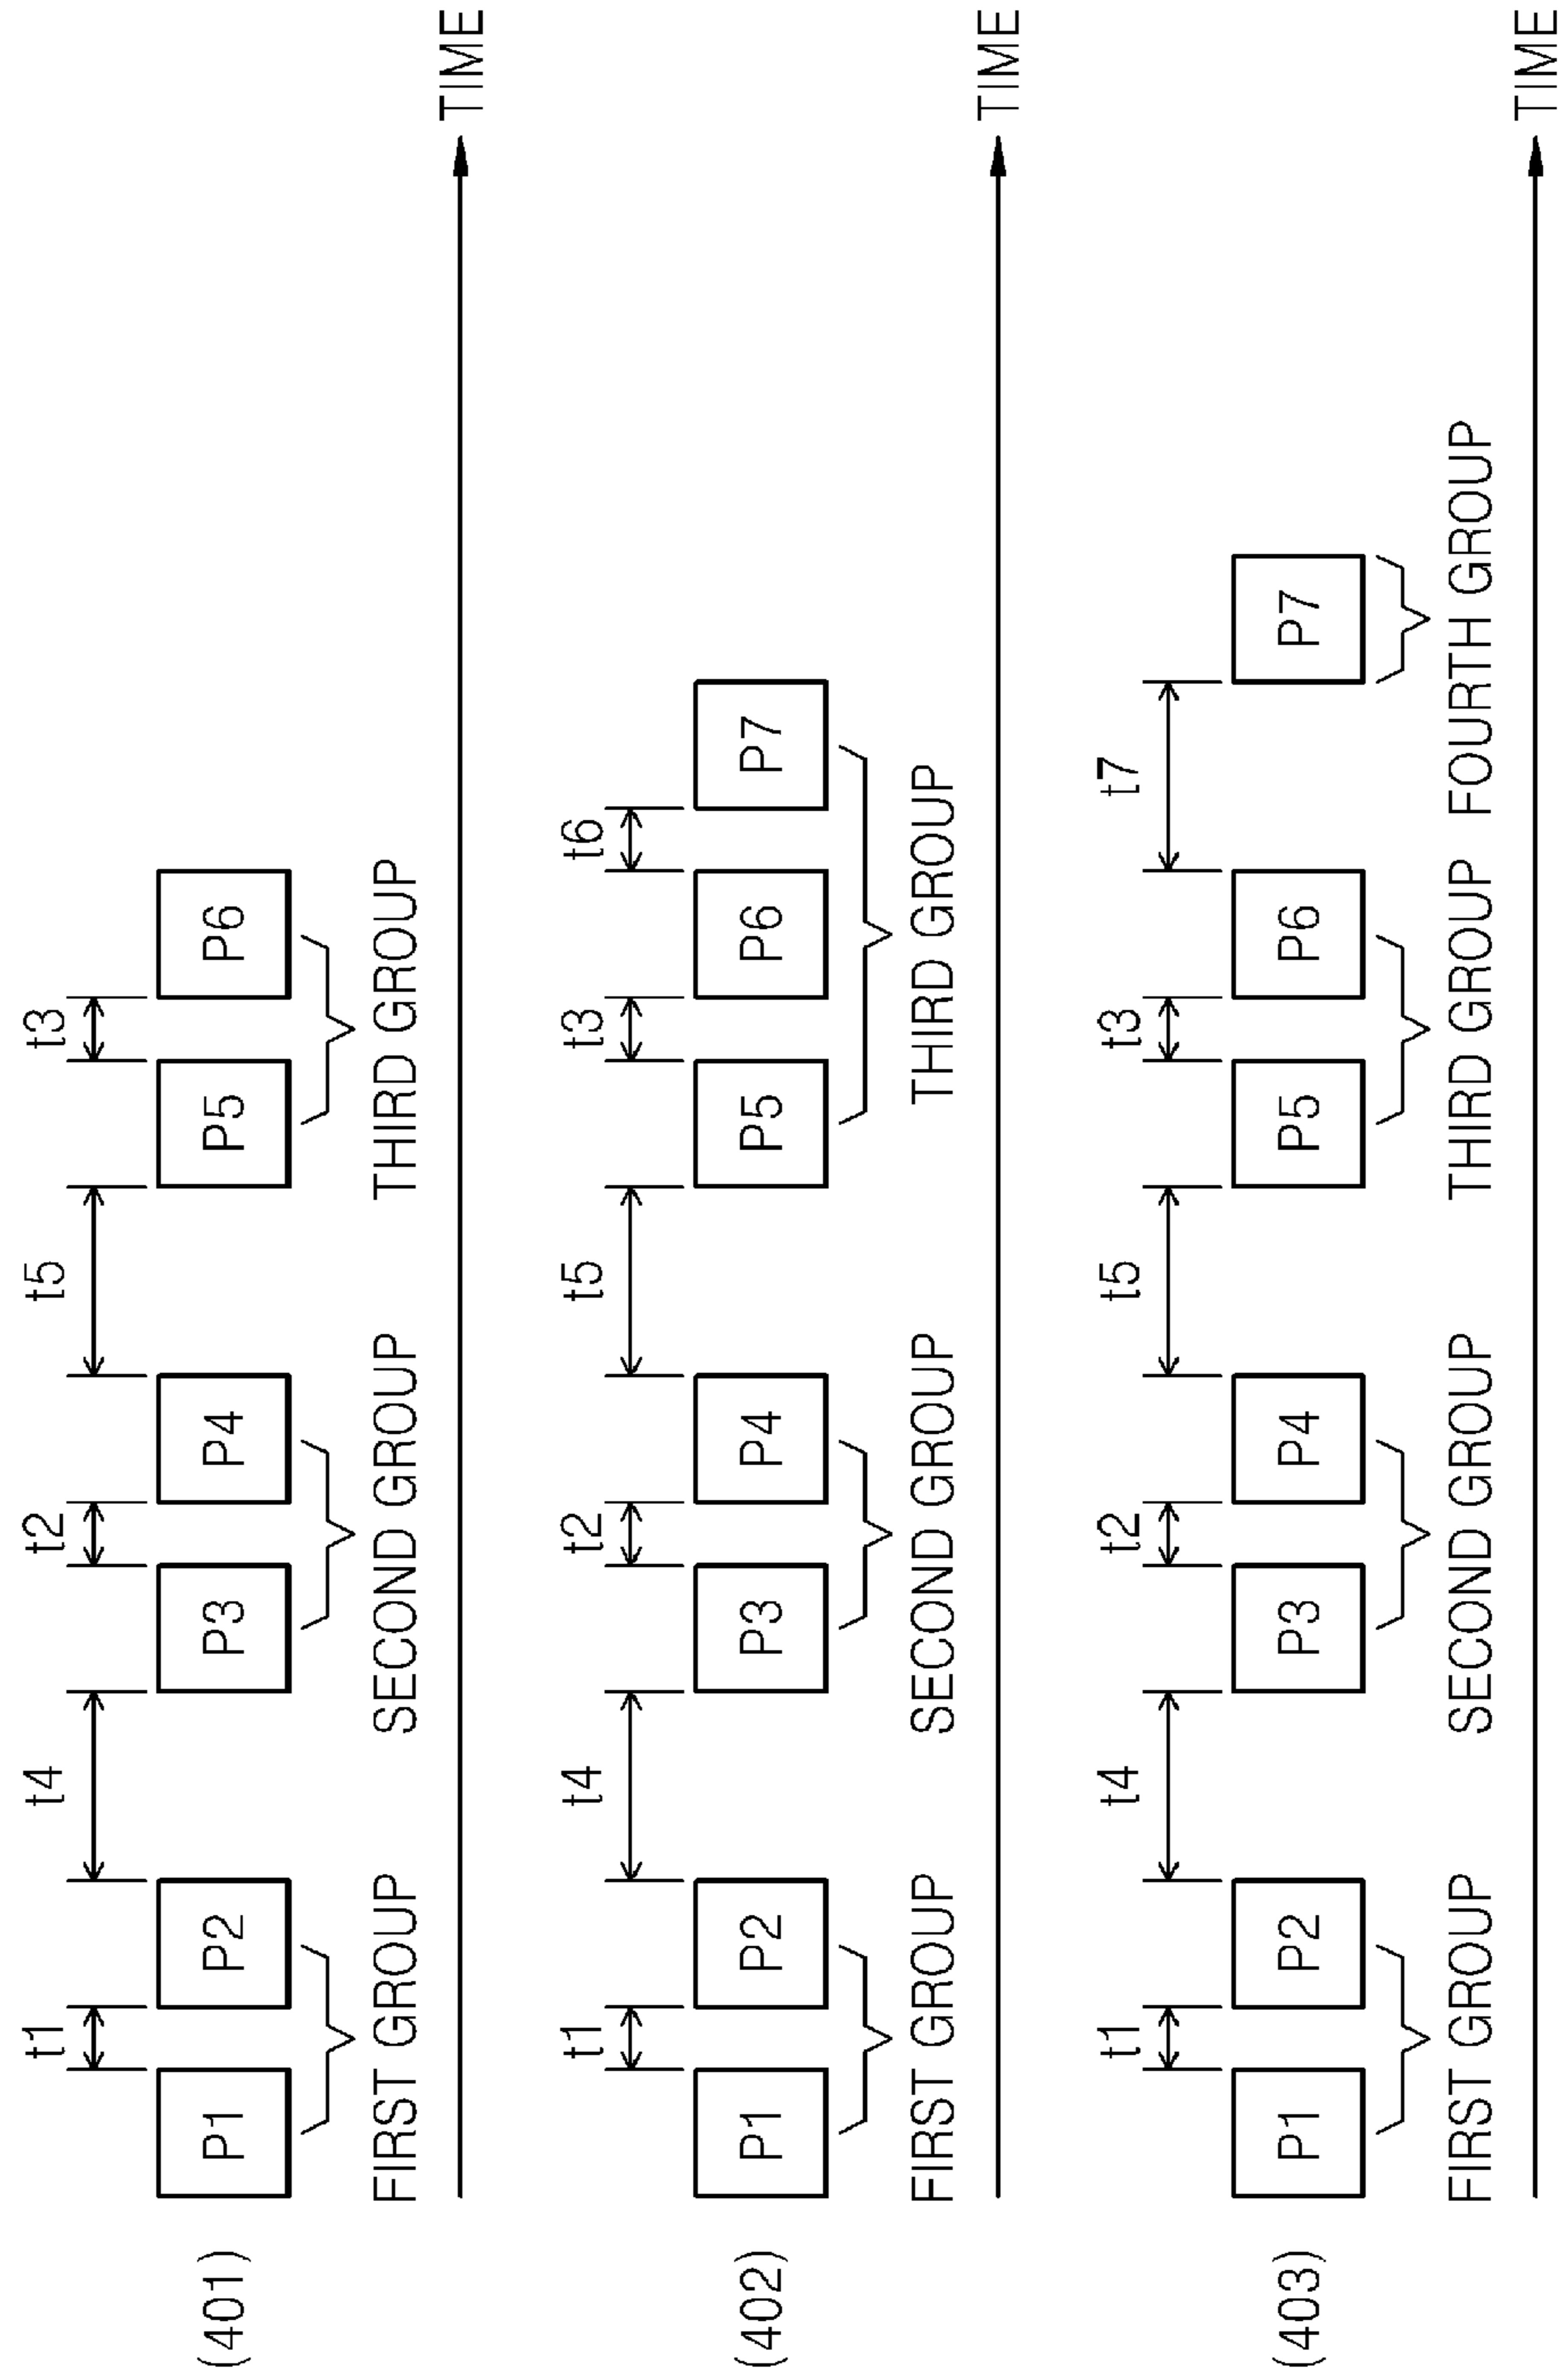 (401)
t1 t4 t2 t5 t3
P1 P2 P3 P4 P5 P6
FIRST GROUP SECOND GROUP THIRD GROUP
TIME
(402)
t1 t4 t2 t5 t3 t6
P1 P2 P3 P4 P5 P6 P7
FIRST GROUP SECOND GROUP THIRD GROUP
TIME
(403)
t1 t4 t2 t5 t3 t7
P1 P2 P3 P4 P5 P6 P7
FIRST GROUP SECOND GROUP THIRD GROUP FOURTH GROUP
TIME